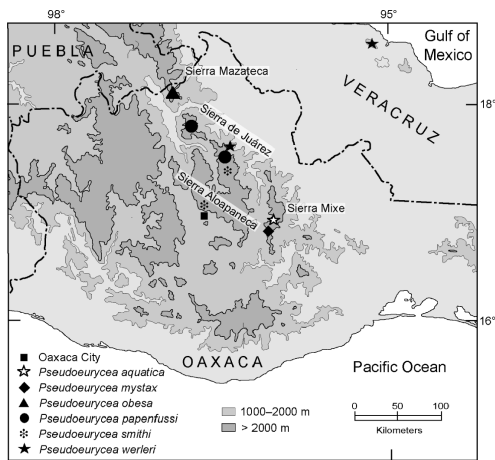 98°
95°
Gulf of
Mexico
PUEBLA
Sierra Mazateca
VERACRUZ
18°
Sierra de Juárez
Sierra Aloapaneca
Sierra Mixe
16°
OAXACA
Pacific Ocean
Oaxaca City
Pseudoeurycea aquatica
Pseudoeurycea mystax
Pseudoeurycea obesa
Pseudoeurycea papenfussi
Pseudoeurycea smithi
Pseudoeurycea werleri
1000–2000 m
> 2000 m
0 50 100
Kilometers